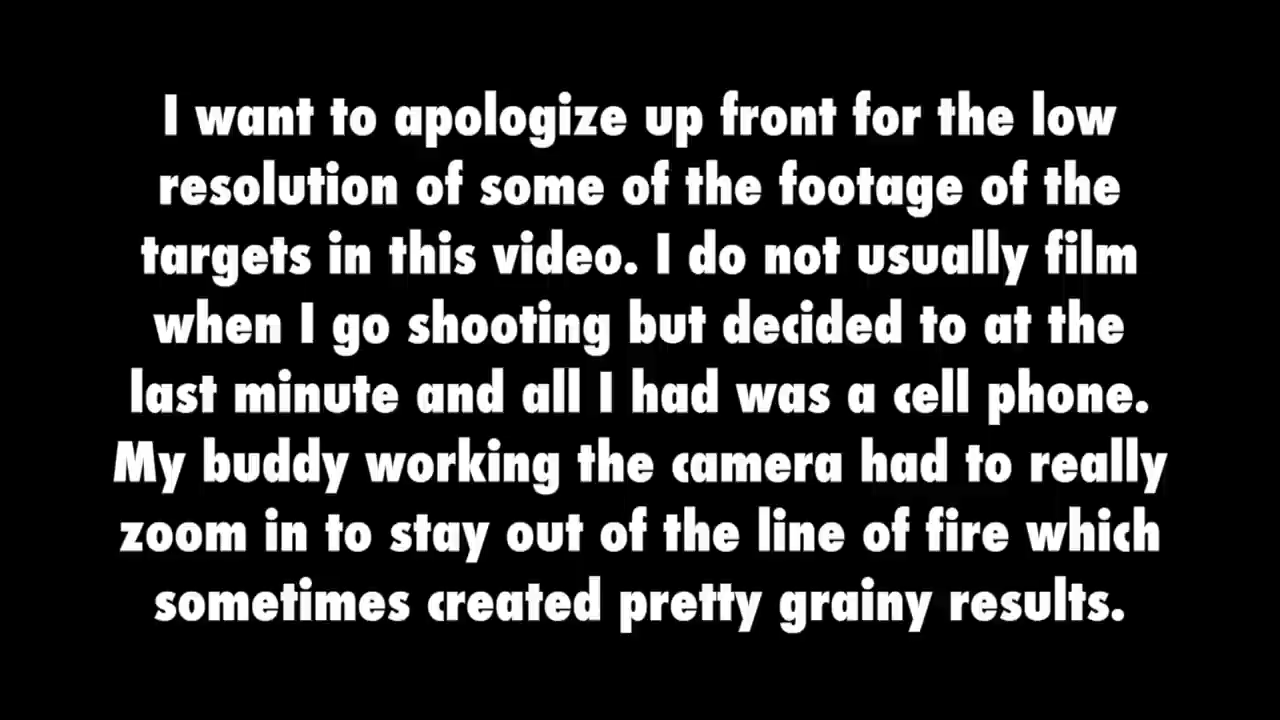 I want to apologize up front for the low
resolution of some of the footage of the
targets in this video. I do not usually film
when I go shooting but decided to at the
last minute and all I had was a cell phone.
My buddy working the camera had to really
zoom in to stay out of the line of fire which
sometimes created pretty grainy results.